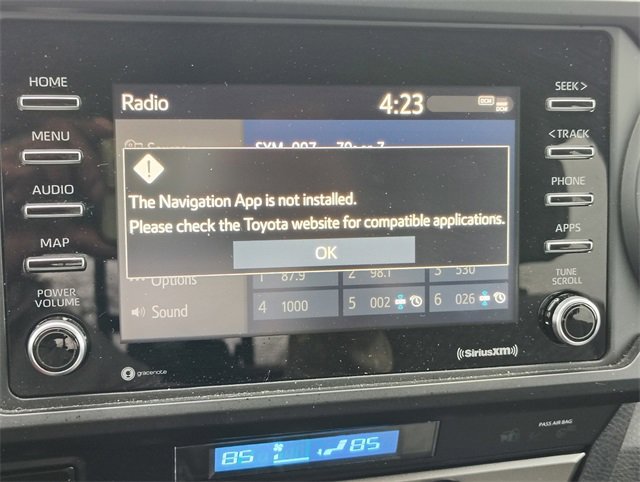 HOME
MENU
AUDIO
MAP
POWER
VOLUME
Radio
4:23
DCM
The Navigation App is not installed.
Please check the Toyota website for compatible applications.
OK
Options
1 87.9
2 98.1
3 530
Sound
4 1000
5 002
6 026
SEEK >
< TRACK
PHONE
APPS
TUNE
SCROLL
gracenote
((SiriusXM))
PASS AIR BAG
85
85